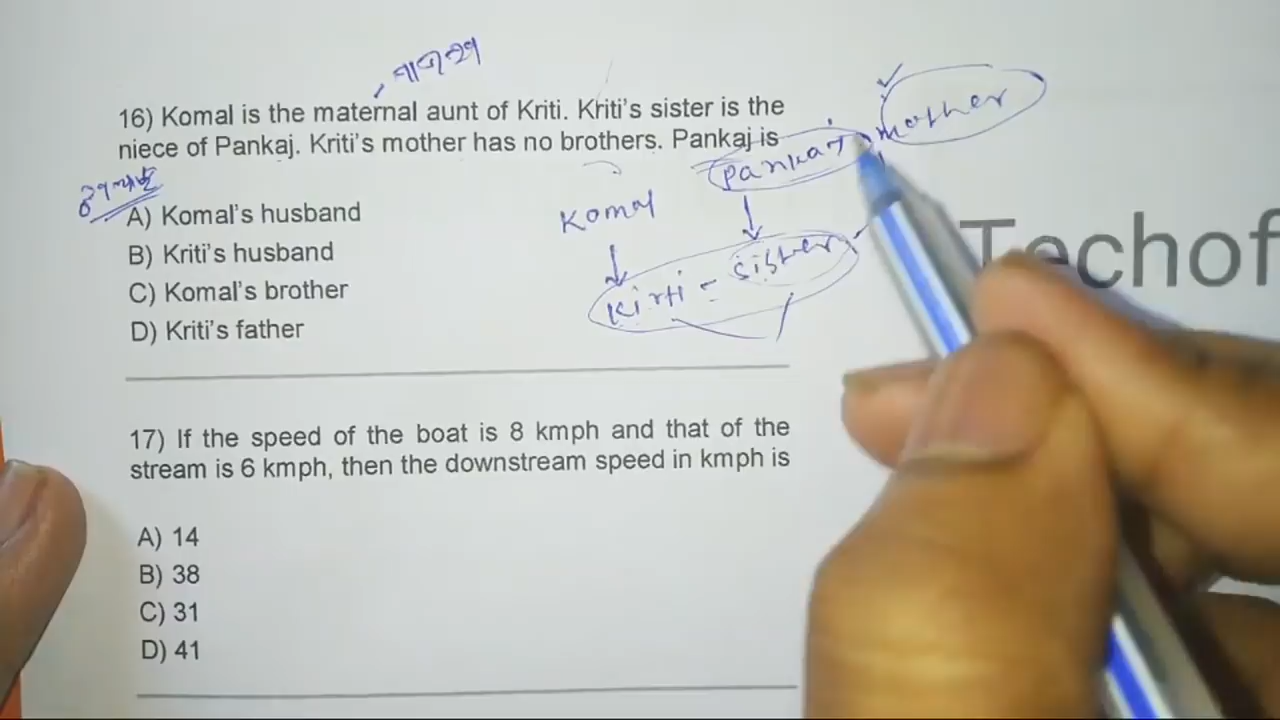 16) Komal is the maternal aunt of Kriti. Kriti's sister is the
niece of Pankaj. Kriti's mother has no brothers. Pankaj is
A) Komal's husband
B) Kriti's husband
C) Komal's brother
D) Kriti's father
Pankaj mother
Komal
Kirti = sister
Techof
17) If the speed of the boat is 8 kmph and that of the
stream is 6 kmph, then the downstream speed in kmph is
A) 14
B) 38
C) 31
D) 41